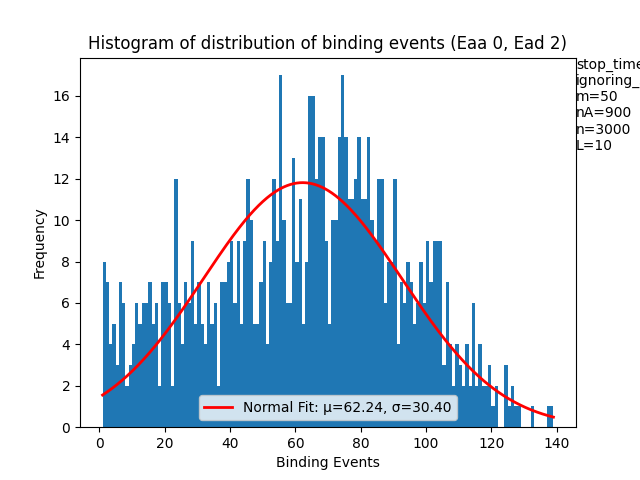 Histogram of distribution of binding events (Eaa 0, Ead 2)
stop_time
ignoring_
m=50
nA=900
n=3000
L=10
Frequency
16
14
12
10
8
6
4
2
0
Normal Fit: μ=62.24, σ=30.40
0 20 40 60 80 100 120 140
Binding Events